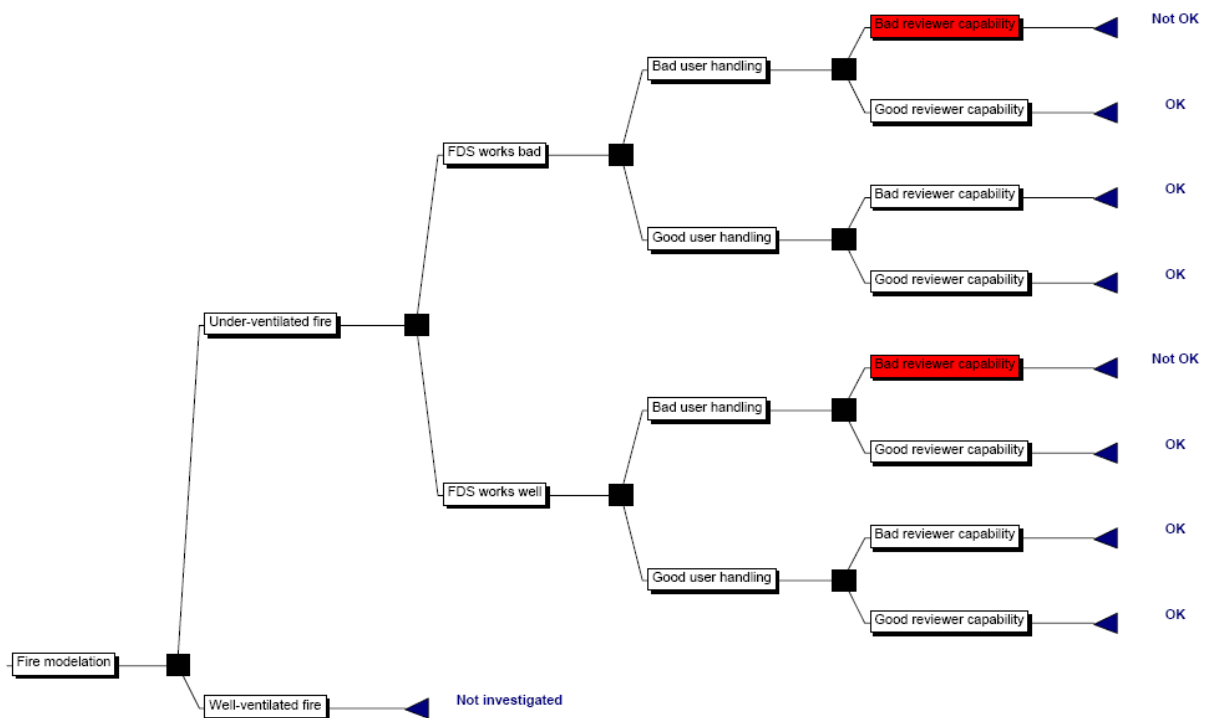 Bad reviewer capability
Not OK
Bad user handling
Good reviewer capability
OK
FDS works bad
Bad reviewer capability
OK
Good user handling
Good reviewer capability
OK
Under-ventilated fire
Bad reviewer capability
Not OK
Bad user handling
Good reviewer capability
OK
FDS works well
Bad reviewer capability
OK
Good user handling
Good reviewer capability
OK
Fire modelation
Well-ventilated fire
Not investigated